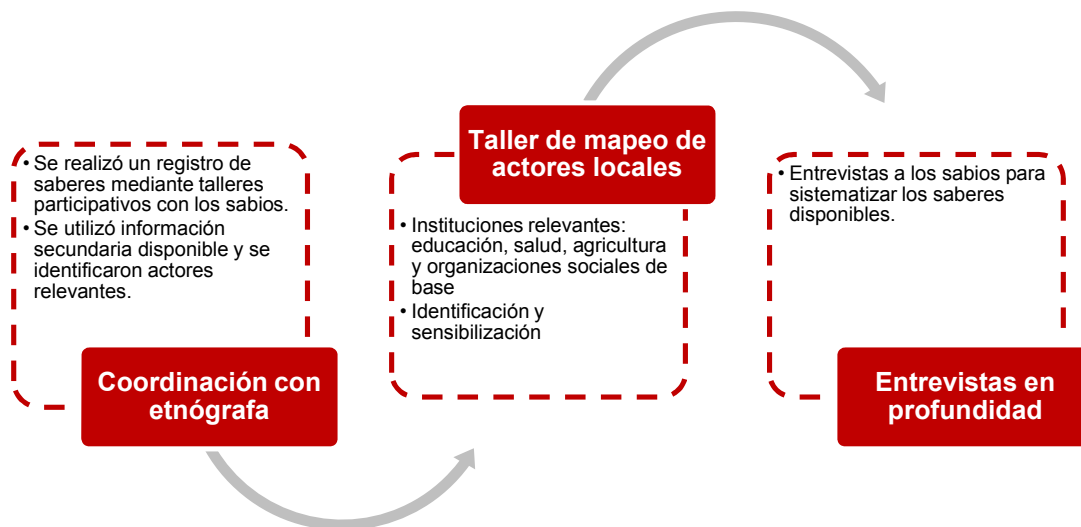 • Se realizó un registro de
saberes mediante talleres
participativos con los sabios.
• Se utilizó información
secundaria disponible y se
identificaron actores
relevantes.
Coordinación con
etnógrafa
Taller de mapeo de
actores locales
• Instituciones relevantes:
educación, salud, agricultura
y organizaciones sociales de
base
• Identificación y
sensibilización
• Entrevistas a los sabios para
sistematizar los saberes
disponibles.
Entrevistas en
profundidad